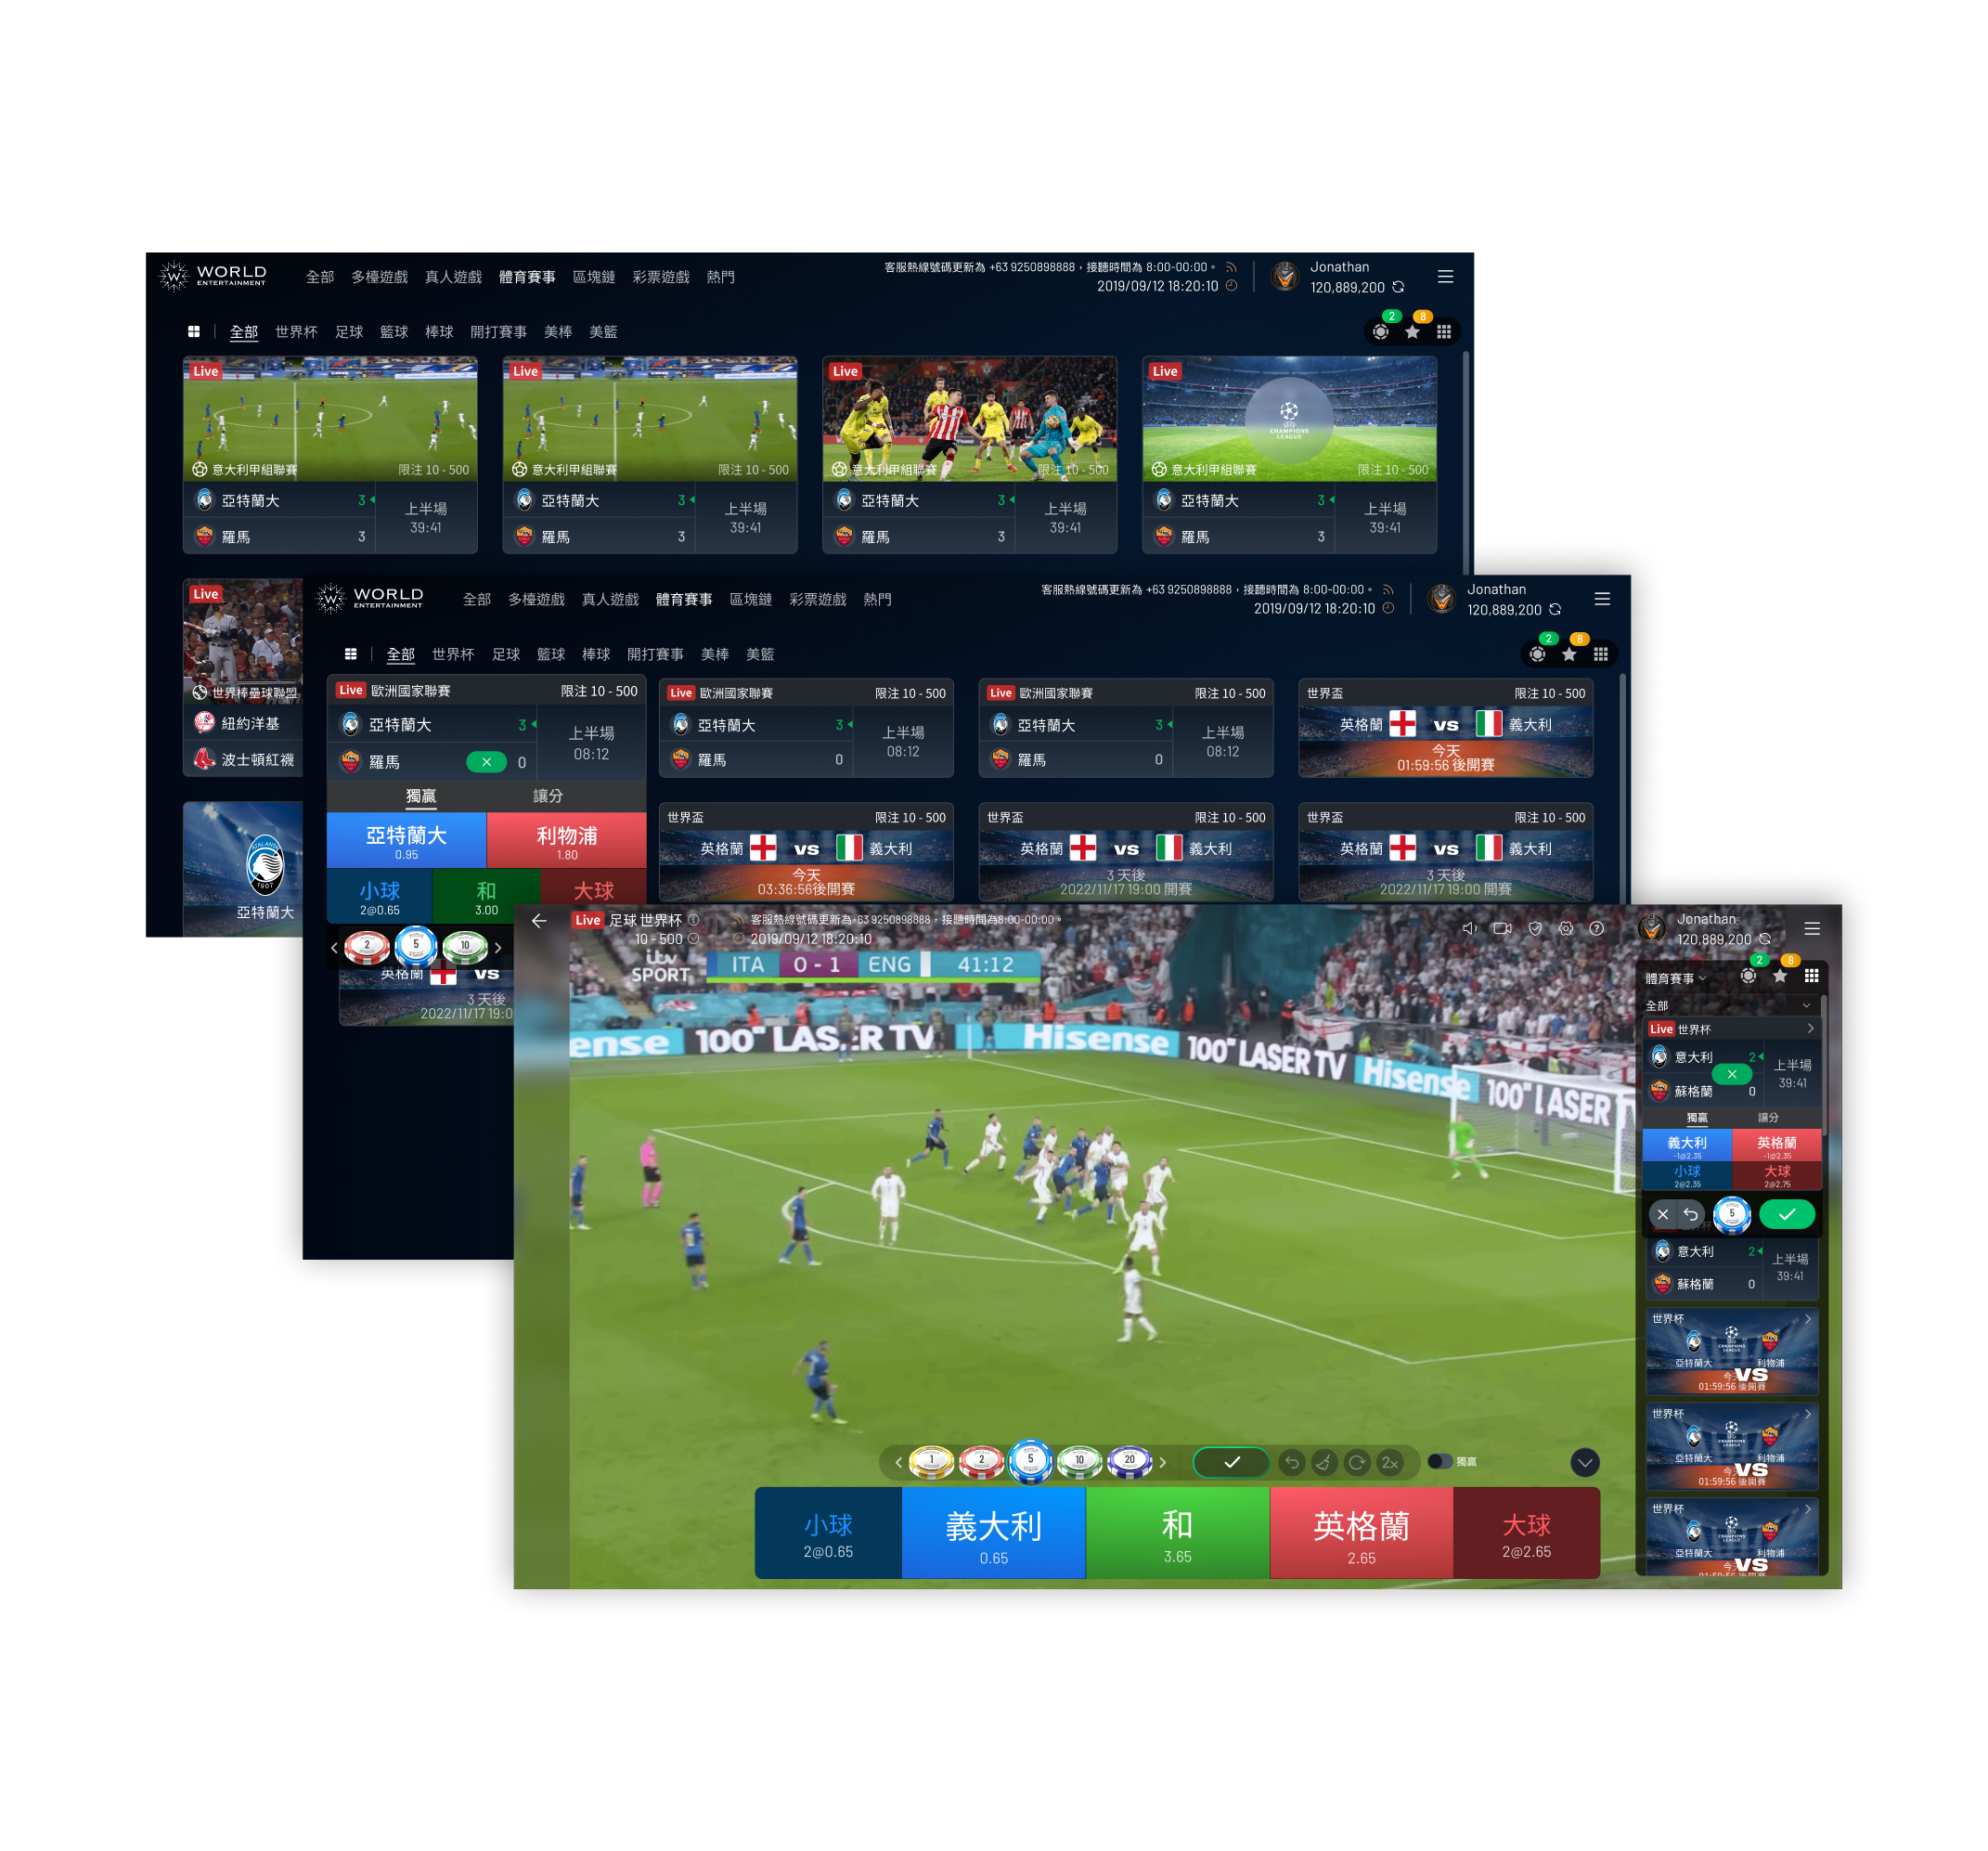 WORLD
ENTERTAINMENT
全部 多檯遊戲 真人遊戲 體育賽事 區塊鏈 彩票遊戲 熱門
客服熱線號碼更新為 +63 9250898888，接聽時間為 8:00-00:00。
2019/09/12 18:20:10
Jonathan
120,889,200
全部 世界杯 足球 籃球 棒球 開打賽事 美棒 美籃
2 8
Live Live Live Live
CHAMPIONS
LEAGUE
意大利甲組聯賽 限注 10 - 500 意大利甲組聯賽 限注 10 - 500 意大利甲組聯賽 限注 10 - 500 意大利甲組聯賽 限注 10 - 500
亞特蘭大 3 亞特蘭大 3 亞特蘭大 3 亞特蘭大 3
上半場 上半場 上半場 上半場
39:41 39:41 39:41 39:41
羅馬 3 羅馬 3 羅馬 3 羅馬 3
Live
世界棒壘球聯盟
紐約洋基
波士頓紅襪
ATALANTA
1907
亞特蘭大
WORLD
ENTERTAINMENT
全部 多檯遊戲 真人遊戲 體育賽事 區塊鏈 彩票遊戲 熱門
客服熱線號碼更新為 +63 9250898888，接聽時間為 8:00-00:00。
2019/09/12 18:20:10
Jonathan
120,889,200
全部 世界杯 足球 籃球 棒球 開打賽事 美棒 美籃
2 8
Live 歐洲國家聯賽 限注 10 - 500
亞特蘭大 3
上半場
08:12
羅馬 0
獨贏 讓分
亞特蘭大 利物浦
0.95 1.80
小球 和 大球
2@0.65 3.00
2 5 10
英格蘭 VS
3 天後
2022/11/17 19:0
Live 歐洲國家聯賽 限注 10 - 500
亞特蘭大 3
上半場
08:12
羅馬 0
Live 歐洲國家聯賽 限注 10 - 500
亞特蘭大 3
上半場
08:12
羅馬 0
世界盃 限注 10 - 500
英格蘭 VS 義大利
今天
01:59:56 後開賽
世界盃 限注 10 - 500
英格蘭 VS 義大利
今天
03:36:56後開賽
世界盃 限注 10 - 500
英格蘭 VS 義大利
3 天後
2022/11/17 19:00 開賽
世界盃 限注 10 - 500
英格蘭 VS 義大利
3 天後
2022/11/17 19:00 開賽
Live 足球 世界杯
10 - 500
客服熱線號碼更新為+63 9250898888，接聽時間為8:00-00:00。
2019/09/12 18:20:10
Jonathan
120,889,200
itv
SPORT
ITA 0 - 1 ENG 41:12
ense 100" LAS RTV Hisense 100" LASER TV Hisense 100" LASER T
2 8
體育賽事
全部
Live 世界杯
意大利 2
上半場
39:41
蘇格蘭 0
獨贏 讓分
義大利 英格蘭
-1@2.35 -1@2.35
小球 大球
2@2.35 2@2.75
5
意大利 2
上半場
39:41
蘇格蘭 0
世界杯
CHAMPIONS
LEAGUE
亞特蘭大 VS 利物浦
01:59:56 後開賽
世界杯
CHAMPIONS
LEAGUE
亞特蘭大 VS 利物浦
01:59:56 後開賽
世界杯
CHAMPIONS
LEAGUE
亞特蘭大 VS 利物浦
1 2 5 10 20
2x
獨贏
小球 義大利 和 英格蘭 大球
2@0.65 0.65 3.65 2.65 2@2.65